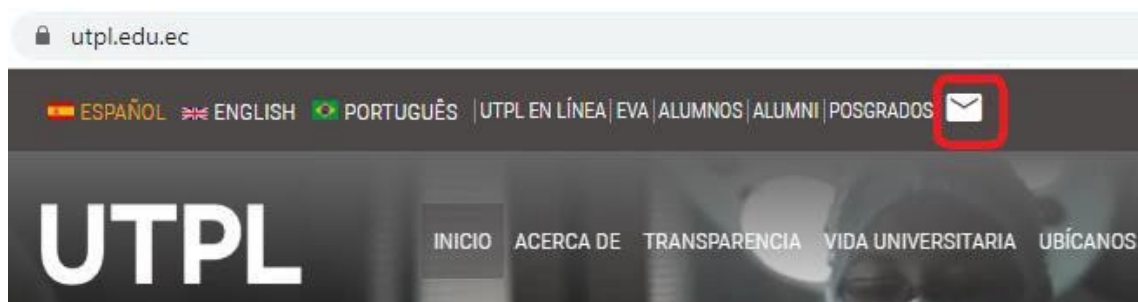 utpl.edu.ec
ESPAÑOL ENGLISH PORTUGUÊS |UTPL EN LÍNEA|EVA|ALUMNOS|ALUMNI|POSGRADOS
UTPL INICIO ACERCA DE TRANSPARENCIA VIDA UNIVERSITARIA UBÍCANOS